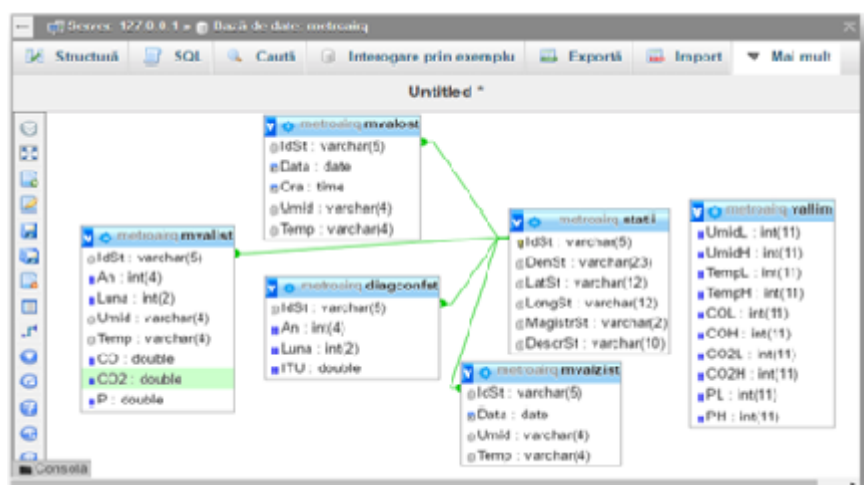 Server: 127.0.0.1 » Bază de date: metroairq
Structură SQL Caută Interogare prin exemplu Exportă Import Mai mult
Untitled *
metroairq mvalost
IdSt : varchar(5)
Data : date
Ora : time
Umid : varchar(4)
Temp : varchar(4)
metroairq mvalist
IdSt : varchar(5)
An : int(4)
Luna : int(2)
Umid : varchar(4)
Temp : varchar(4)
CO : double
CO2 : double
P : double
metroairq diagconfst
IdSt : varchar(5)
An : int(4)
Luna : int(2)
ITU : double
metroairq statii
IdSt : varchar(5)
DenSt : varchar(23)
LatSt : varchar(12)
LongSt : varchar(12)
MagistrSt : varchar(2)
DescrSt : varchar(10)
metroairq mvalzist
IdSt : varchar(5)
Data : date
Umid : varchar(4)
Temp : varchar(4)
metroairq vallim
UmidL : int(11)
UmidH : int(11)
TempL : int(11)
TempH : int(11)
COL : int(11)
COH : int(11)
CO2L : int(11)
CO2H : int(11)
PL : int(11)
PH : int(11)
Consolă